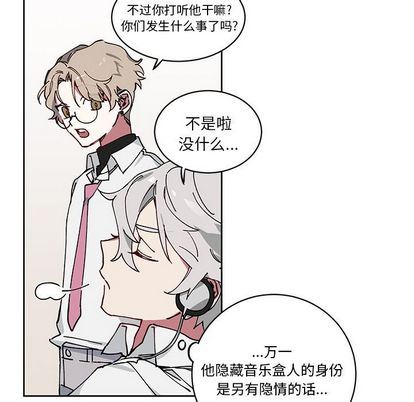 不过你打听他干嘛?
你们发生什么事了吗?
不是啦
没什么...
...万一
他隐藏音乐盒人的身份
是另有隐情的话...